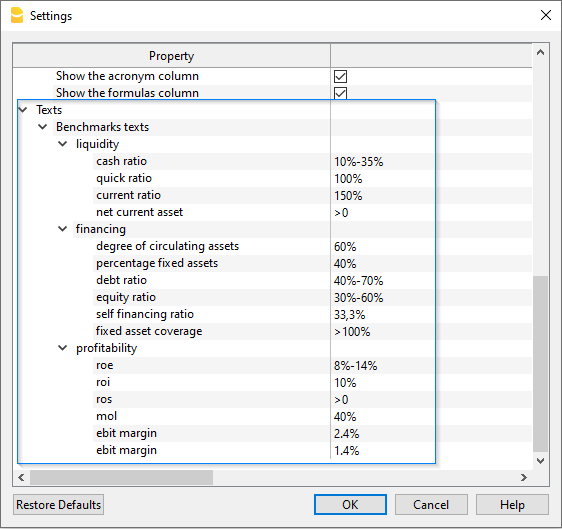 Settings
Property
Show the acronym column
Show the formulas column
Texts
Benchmarks texts
liquidity
cash ratio 10%-35%
quick ratio 100%
current ratio 150%
net current asset >0
financing
degree of circulating assets 60%
percentage fixed assets 40%
debt ratio 40%-70%
equity ratio 30%-60%
self financing ratio 33,3%
fixed asset coverage >100%
profitability
roe 8%-14%
roi 10%
ros >0
mol 40%
ebit margin 2.4%
ebit margin 1.4%
Restore Defaults OK Cancel Help